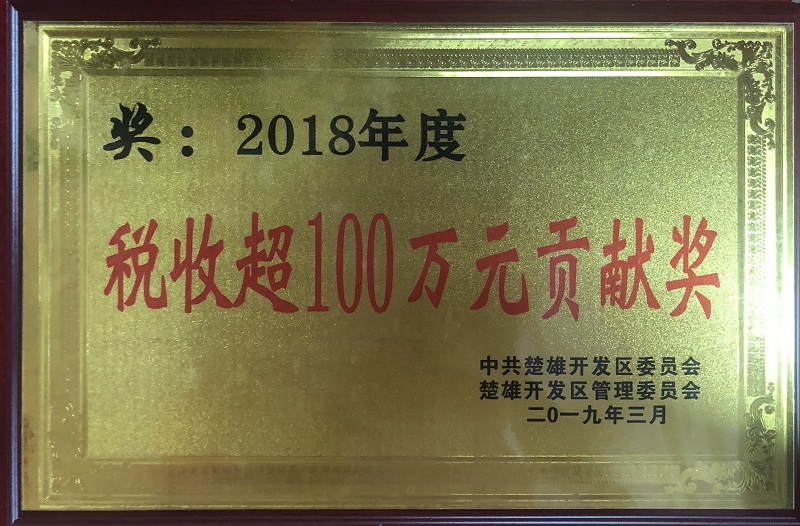 奖：2018年度
税收超100万元贡献奖
中共楚雄开发区委员会
楚雄开发区管理委员会
二0一九年三月